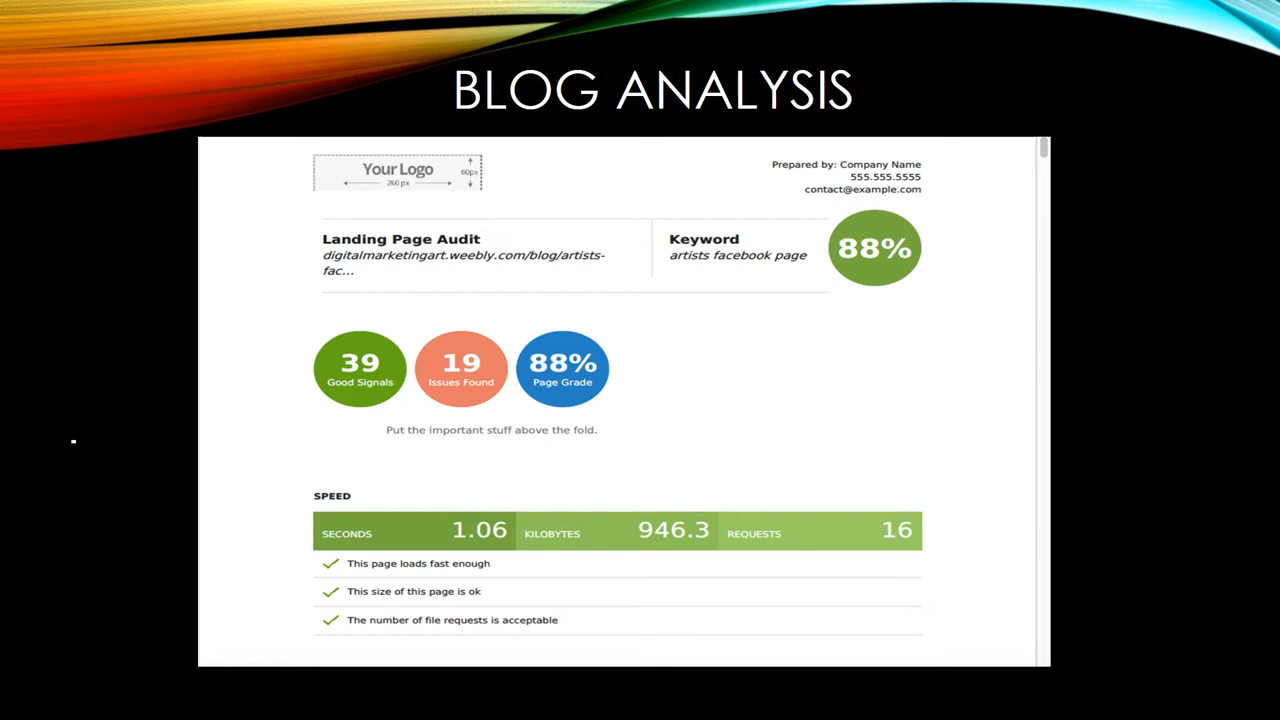 BLOG ANALYSIS
Your Logo
260 px
60px
Prepared by: Company Name
555.555.5555
contact@example.com
Landing Page Audit
digitalmarketingart.weebly.com/blog/artists-
fac...
Keyword
artists facebook page
88%
39
Good Signals
19
Issues Found
88%
Page Grade
Put the important stuff above the fold.
SPEED
SECONDS 1.06 KILOBYTES 946.3 REQUESTS 16
This page loads fast enough
This size of this page is ok
The number of file requests is acceptable